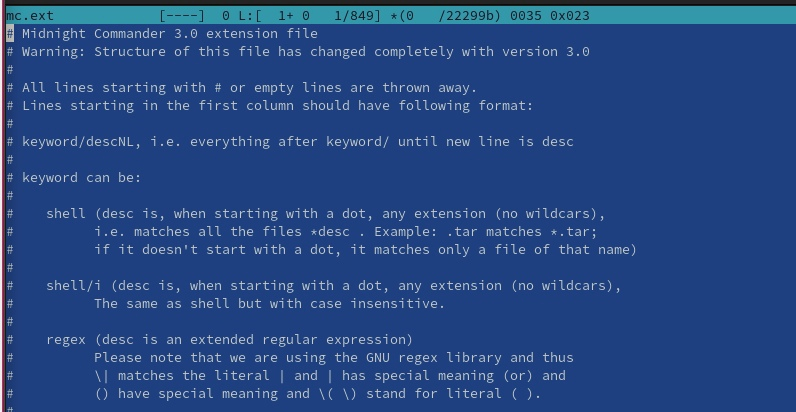 mc.ext [----] 0 L:[ 1+ 0 1/849] *(0 /22299b) 0035 0x023
# Midnight Commander 3.0 extension file
# Warning: Structure of this file has changed completely with version 3.0
#
# All lines starting with # or empty lines are thrown away.
# Lines starting in the first column should have following format:
#
# keyword/descNL, i.e. everything after keyword/ until new line is desc
#
# keyword can be:
#
# shell (desc is, when starting with a dot, any extension (no wildcars),
# i.e. matches all the files *desc . Example: .tar matches *.tar;
# if it doesn't start with a dot, it matches only a file of that name)
#
# shell/i (desc is, when starting with a dot, any extension (no wildcars),
# The same as shell but with case insensitive.
#
# regex (desc is an extended regular expression)
# Please note that we are using the GNU regex library and thus
# \| matches the literal | and | has special meaning (or) and
# () have special meaning and \( \) stand for literal ( ).
#